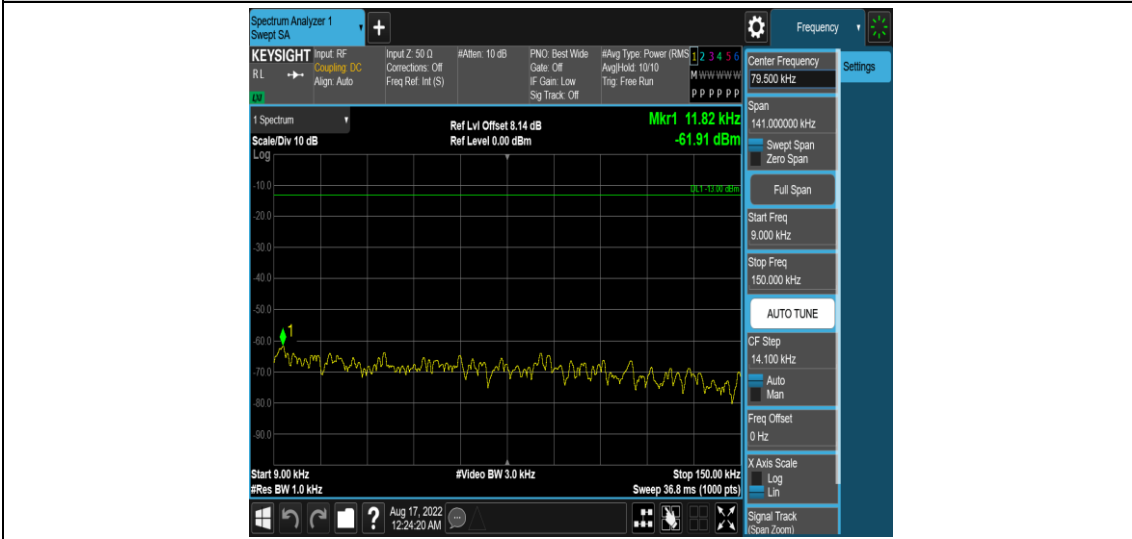 Spectrum Analyzer 1
Swept SA
+
Frequency
KEYSIGHT
RL
Input: RF
Coupling: DC
Align: Auto
Input Z: 50 Ω
Corrections: Off
Freq Ref: Int (S)
#Atten: 10 dB
PNO: Best Wide
Gate: Off
IF Gain: Low
Sig Track: Off
#Avg Type: Power (RMS
Avg|Hold: 10/10
Trig: Free Run
1 2 3 4 5 6
M W W W W W
P P P P P P
1 Spectrum
Scale/Div 10 dB
Log
Ref Lvl Offset 8.14 dB
Ref Level 0.00 dBm
Mkr1 11.82 kHz
-61.91 dBm
DL1 -13.00 dBm
-10.0
-20.0
-30.0
-40.0
-50.0
-60.0
-70.0
-80.0
-90.0
1
Start 9.00 kHz
#Res BW 1.0 kHz
#Video BW 3.0 kHz
Stop 150.00 kHz
Sweep 36.8 ms (1000 pts)
Aug 17, 2022
12:24:20 AM
?
Center Frequency
79.500 kHz
Settings
Span
141.000000 kHz
Swept Span
Zero Span
Full Span
Start Freq
9.000 kHz
Stop Freq
150.000 kHz
AUTO TUNE
CF Step
14.100 kHz
Auto
Man
Freq Offset
0 Hz
X Axis Scale
Log
Lin
Signal Track
(Span Zoom)